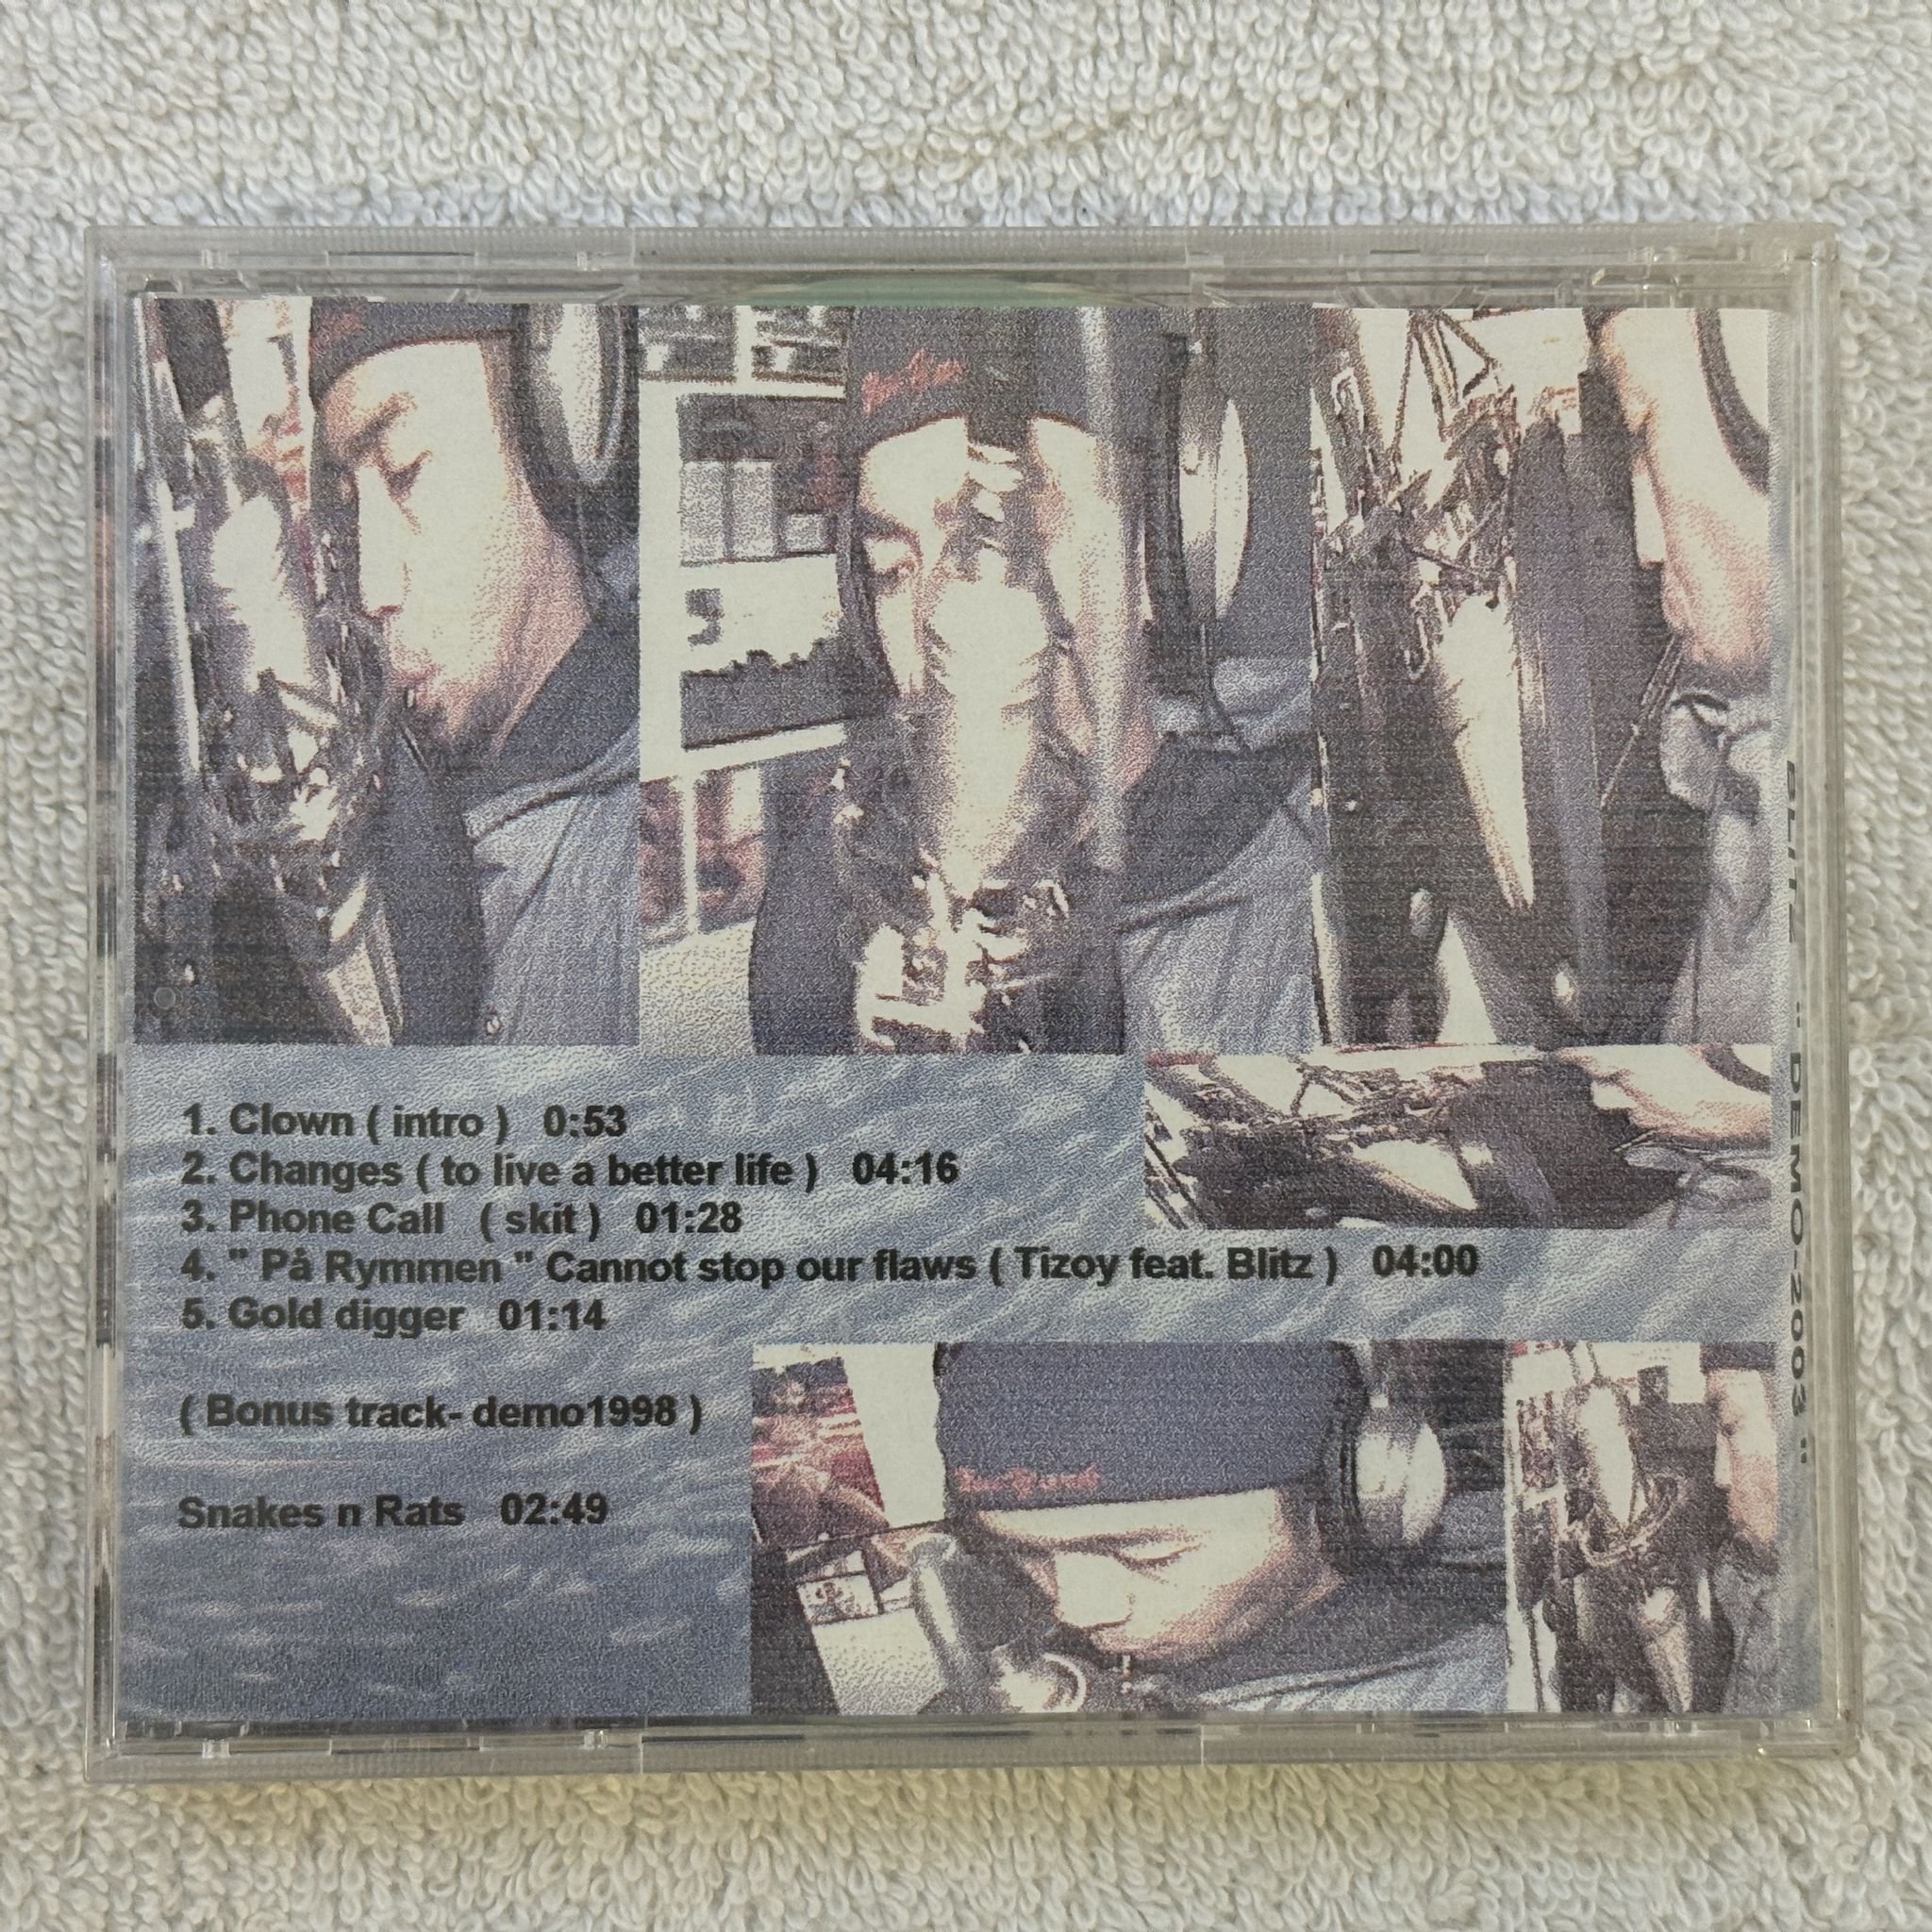 1. Clown ( intro ) 0:53
2. Changes ( to live a better life ) 04:16
3. Phone Call ( skit ) 01:28
4. " På Rymmen " Cannot stop our flaws ( Tizoy feat. Blitz ) 04:00
5. Gold digger 01:14
( Bonus track- demo1998 )
Snakes n Rats 02:49
BLITZ " DEMO-2003 "